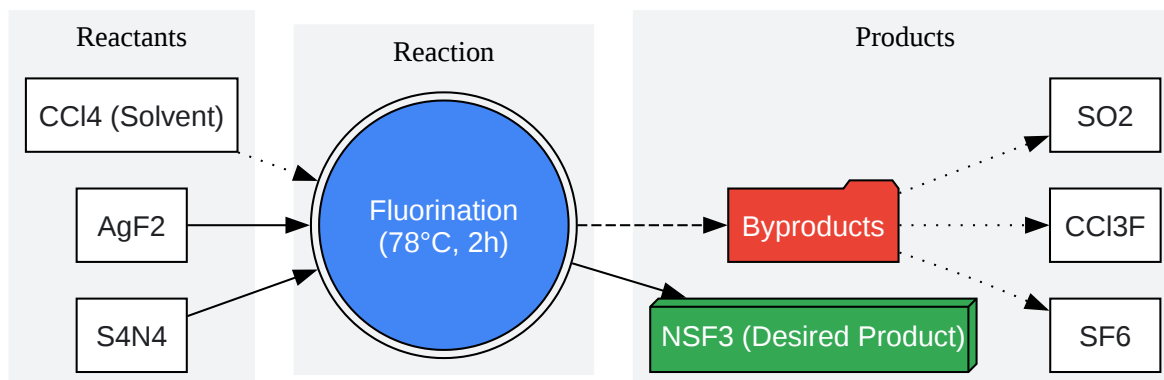 Reactants
CCl4 (Solvent)
AgF2
S4N4
Reaction
Fluorination
(78°C, 2h)
Products
Byproducts
NSF3 (Desired Product)
SO2
CCl3F
SF6